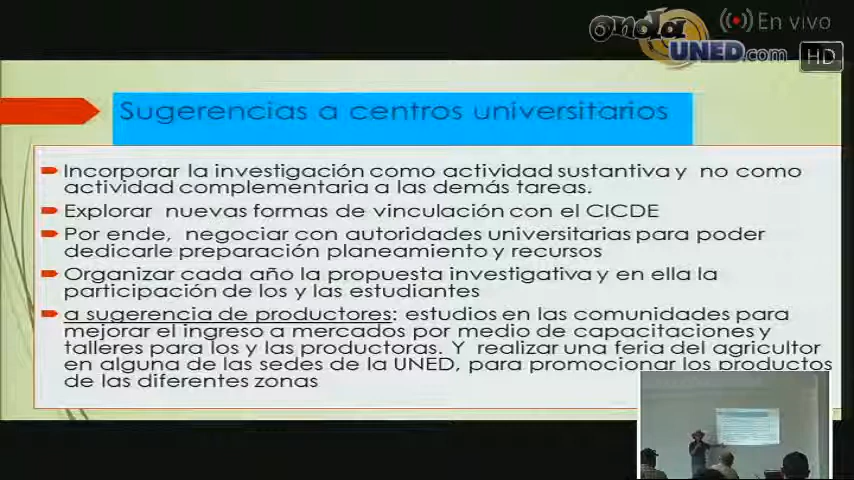 onda UNED.com
En vivo
HD
Sugerencias a centros universitarios
Incorporar la investigación como actividad sustantiva y no como
actividad complementaria a las demás tareas.
Explorar nuevas formas de vinculación con el CICDE
Por ende, negociar con autoridades universitarias para poder
dedicarle preparación planeamiento y recursos
Organizar cada año la propuesta investigativa y en ella la
participación de los y las estudiantes
a sugerencia de productores: estudios en las comunidades para
mejorar el ingreso a mercados por medio de capacitaciones y
talleres para los y las productoras. Y realizar una feria del agricultor
en alguna de las sedes de la UNED, para promocionar los productos
de las diferentes zonas